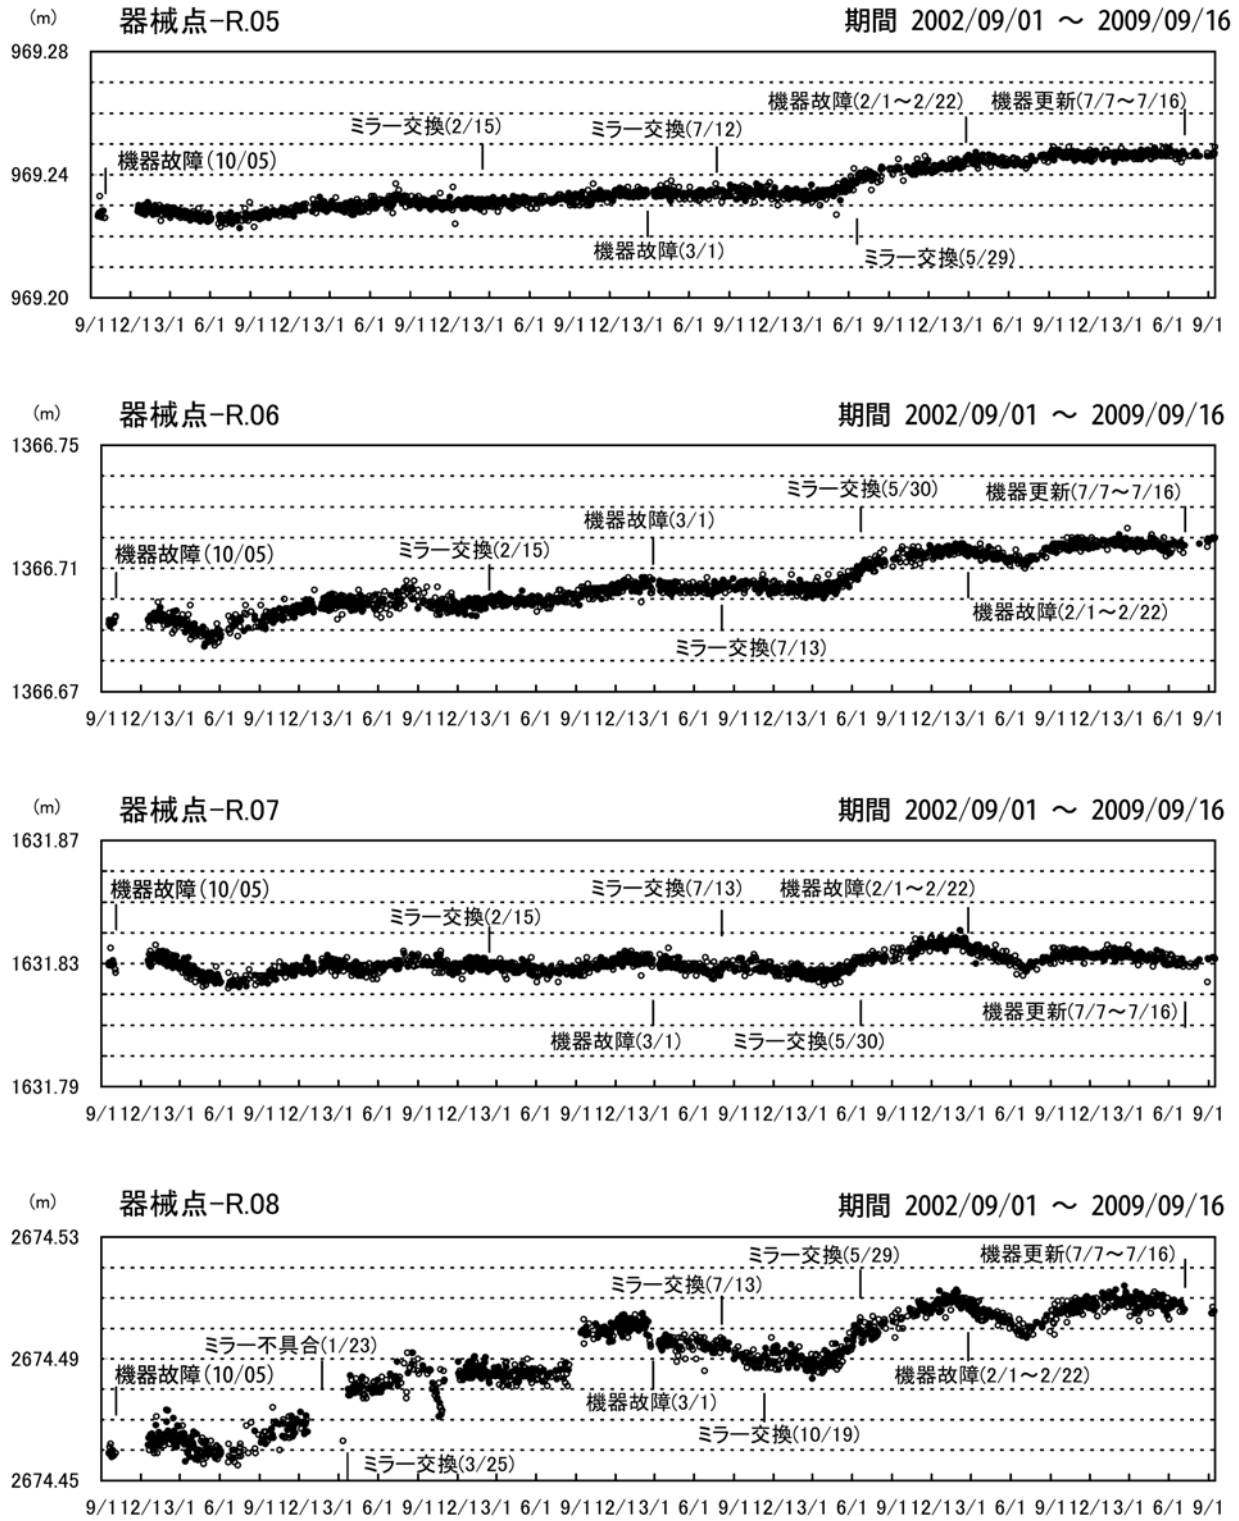 (m) 器械点-R.05 期間 2002/09/01 ～ 2009/09/16
969.28
機器故障(2/1～2/22) 機器更新(7/7～7/16)
ミラー交換(2/15) ミラー交換(7/12)
機器故障(10/05)
969.24
機器故障(3/1) ミラー交換(5/29)
969.20
9/1 12/1 3/1 6/1 9/1 12/1 3/1 6/1 9/1 12/1 3/1 6/1 9/1 12/1 3/1 6/1 9/1 12/1 3/1 6/1 9/1 12/1 3/1 6/1 9/1 12/1 3/1 6/1 9/1
(m) 器械点-R.06 期間 2002/09/01 ～ 2009/09/16
1366.75
ミラー交換(5/30) 機器更新(7/7～7/16)
機器故障(3/1)
機器故障(10/05) ミラー交換(2/15)
1366.71
機器故障(2/1～2/22)
ミラー交換(7/13)
1366.67
9/1 12/1 3/1 6/1 9/1 12/1 3/1 6/1 9/1 12/1 3/1 6/1 9/1 12/1 3/1 6/1 9/1 12/1 3/1 6/1 9/1 12/1 3/1 6/1 9/1 12/1 3/1 6/1 9/1
(m) 器械点-R.07 期間 2002/09/01 ～ 2009/09/16
1631.87
機器故障(10/05) ミラー交換(7/13) 機器故障(2/1～2/22)
ミラー交換(2/15)
1631.83
機器更新(7/7～7/16)
機器故障(3/1) ミラー交換(5/30)
1631.79
9/1 12/1 3/1 6/1 9/1 12/1 3/1 6/1 9/1 12/1 3/1 6/1 9/1 12/1 3/1 6/1 9/1 12/1 3/1 6/1 9/1 12/1 3/1 6/1 9/1 12/1 3/1 6/1 9/1
(m) 器械点-R.08 期間 2002/09/01 ～ 2009/09/16
2674.53
ミラー交換(5/29) 機器更新(7/7～7/16)
ミラー交換(7/13)
ミラー不具合(1/23)
2674.49
機器故障(10/05) 機器故障(2/1～2/22)
機器故障(3/1)
ミラー交換(10/19)
ミラー交換(3/25)
2674.45
9/1 12/1 3/1 6/1 9/1 12/1 3/1 6/1 9/1 12/1 3/1 6/1 9/1 12/1 3/1 6/1 9/1 12/1 3/1 6/1 9/1 12/1 3/1 6/1 9/1 12/1 3/1 6/1 9/1